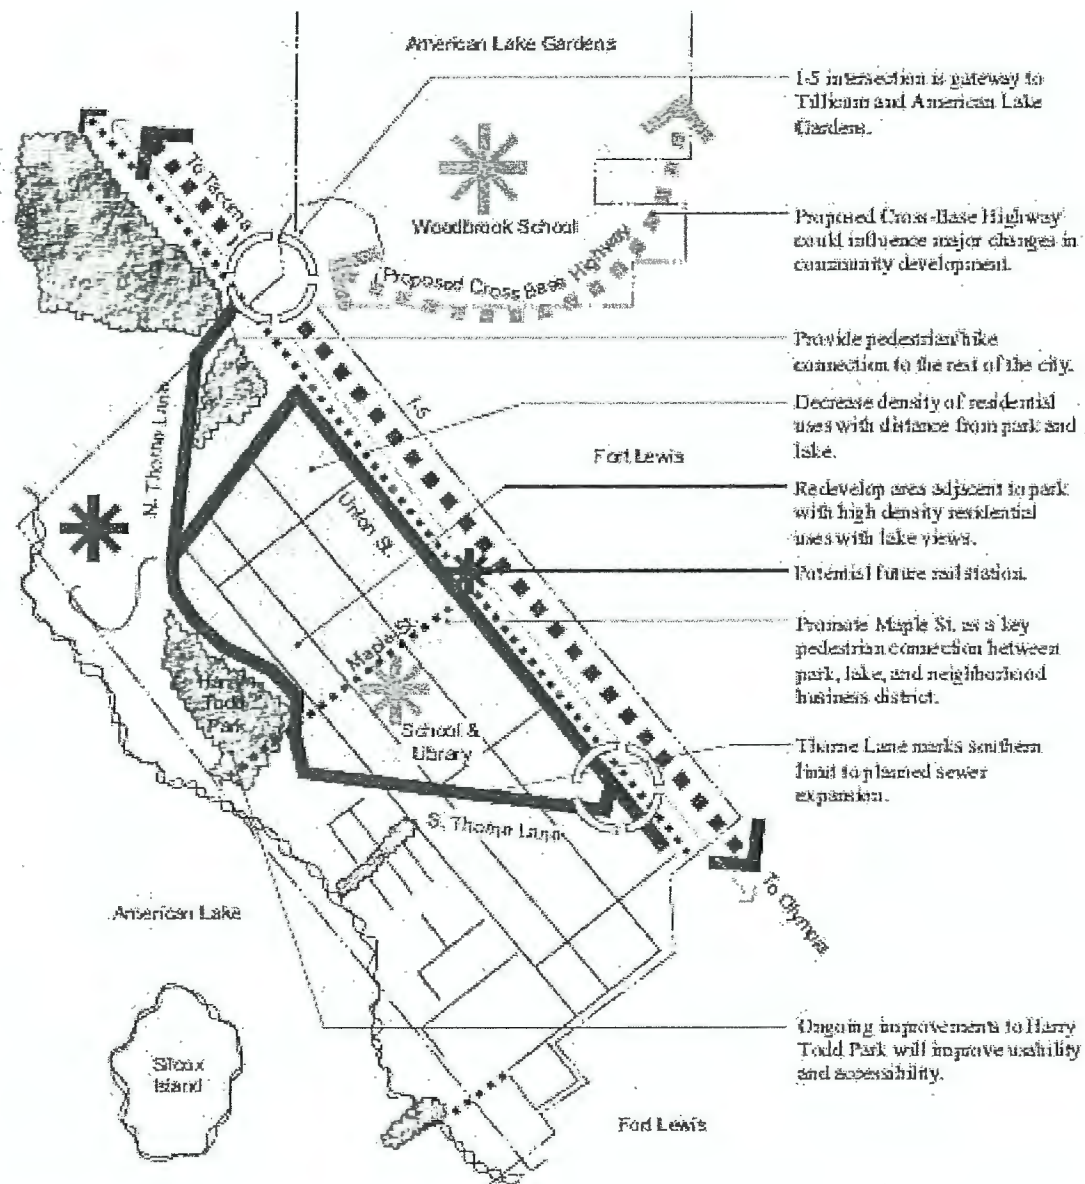 American Lake Gardens
I-5 intersection is gateway to
Tillicum and American Lake
Gardens.
To Tacoma
Woodbrook School
Proposed Cross-Base Highway
could influence major changes in
community development.
Proposed Cross Base Highway
Provide pedestrian/bike
connection to the rest of the city.
N. Thorne Lane
I-5
Decrease density of residential
uses with distance from park and
lake.
Fort Lewis
Union St.
Redevelop area adjacent to park
with high density residential
uses with lake views.
Potential future rail station.
Maple St.
Promote Maple St. as a key
pedestrian connection between
park, lake, and neighborhood
business district.
Harry
Todd
Park
School &
Library
Thorne Lane marks southern
limit to planned sewer
expansion.
S. Thorne Lane
To Olympia
American Lake
Silcox
Island
Ongoing improvements to Harry
Todd Park will improve usability
and accessibility.
Fort Lewis